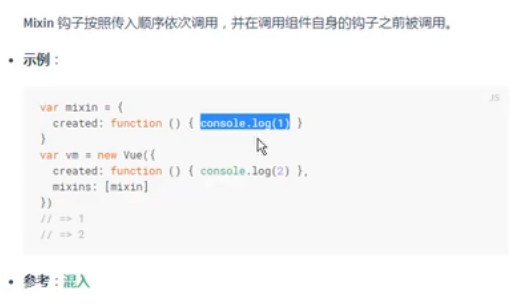 Mixin 钩子按照传入顺序依次调用，并在调用组件自身的钩子之前被调用。
示例：
JS
var mixin = {
  created: function () { console.log(1) }
}
var vm = new Vue({
  created: function () { console.log(2) },
  mixins: [mixin]
})
// => 1
// => 2
参考：混入